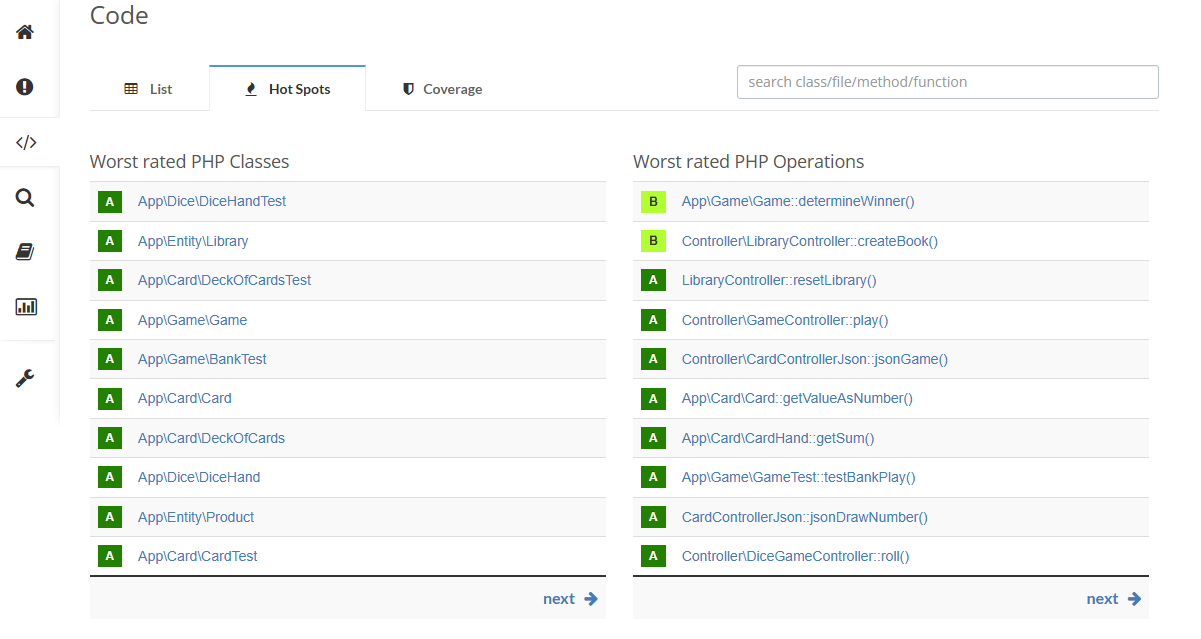 Code
List
Hot Spots
Coverage
search class/file/method/function
Worst rated PHP Classes
A App\Dice\DiceHandTest
A App\Entity\Library
A App\Card\DeckOfCardsTest
A App\Game\Game
A App\Game\BankTest
A App\Card\Card
A App\Card\DeckOfCards
A App\Dice\DiceHand
A App\Entity\Product
A App\Card\CardTest
next
Worst rated PHP Operations
B App\Game\Game::determineWinner()
B Controller\LibraryController::createBook()
A LibraryController::resetLibrary()
A Controller\GameController::play()
A Controller\CardControllerJson::jsonGame()
A App\Card\Card::getValueAsNumber()
A App\Card\CardHand::getSum()
A App\Game\GameTest::testBankPlay()
A CardControllerJson::jsonDrawNumber()
A Controller\DiceGameController::roll()
next